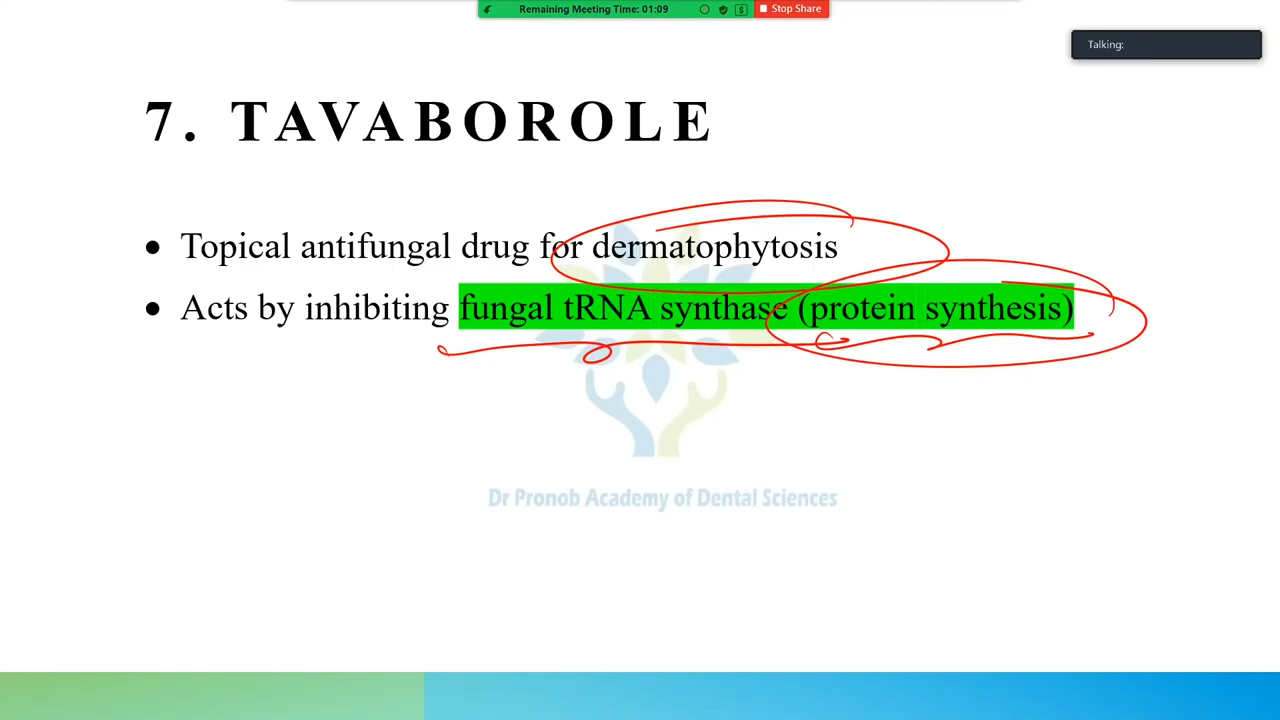 Remaining Meeting Time: 01:09
Stop Share
Talking:
7. TAVABOROLE
• Topical antifungal drug for dermatophytosis
• Acts by inhibiting fungal tRNA synthase (protein synthesis)
Dr Pronob Academy of Dental Sciences